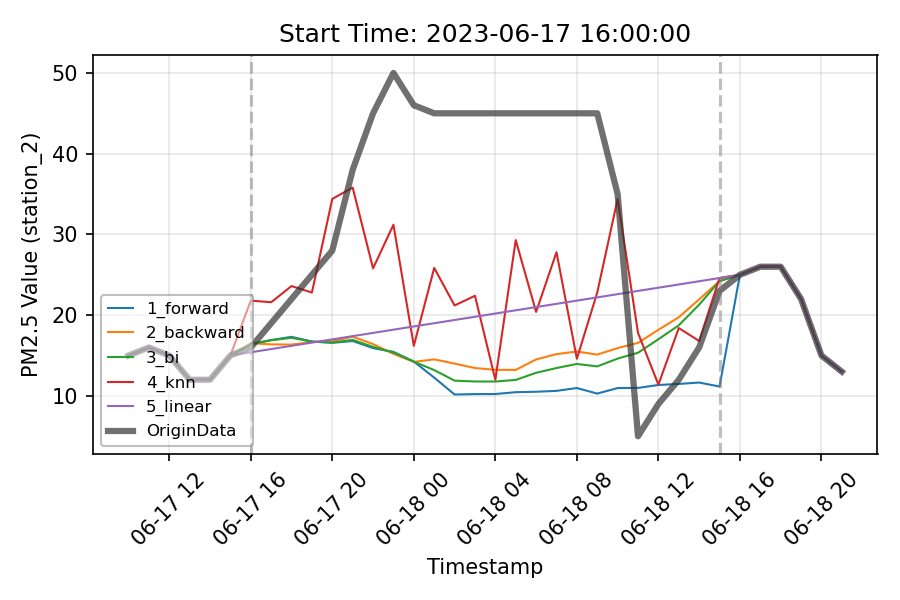 Start Time: 2023-06-17 16:00:00
PM2.5 Value (station_2)
50
40
30
20
10
1_forward
2_backward
3_bi
4_knn
5_linear
OriginData
06-17 12
06-17 16
06-17 20
06-18 00
06-18 04
06-18 08
06-18 12
06-18 16
06-18 20
Timestamp